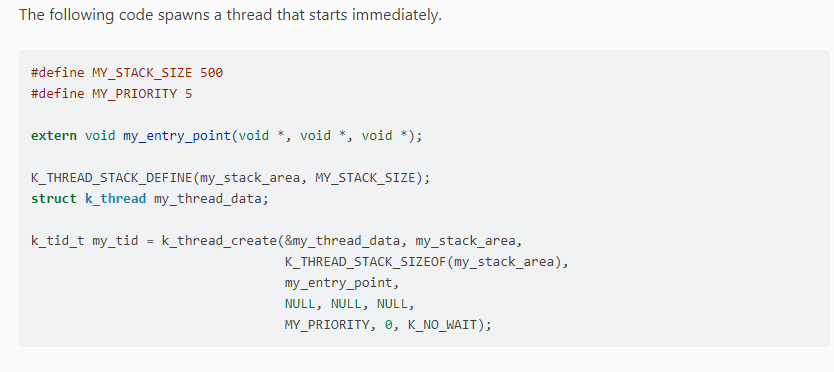 The following code spawns a thread that starts immediately.
#define MY_STACK_SIZE 500
#define MY_PRIORITY 5
extern void my_entry_point(void *, void *, void *);
K_THREAD_STACK_DEFINE(my_stack_area, MY_STACK_SIZE);
struct k_thread my_thread_data;
k_tid_t my_tid = k_thread_create(&my_thread_data, my_stack_area,
K_THREAD_STACK_SIZEOF(my_stack_area),
my_entry_point,
NULL, NULL, NULL,
MY_PRIORITY, 0, K_NO_WAIT);